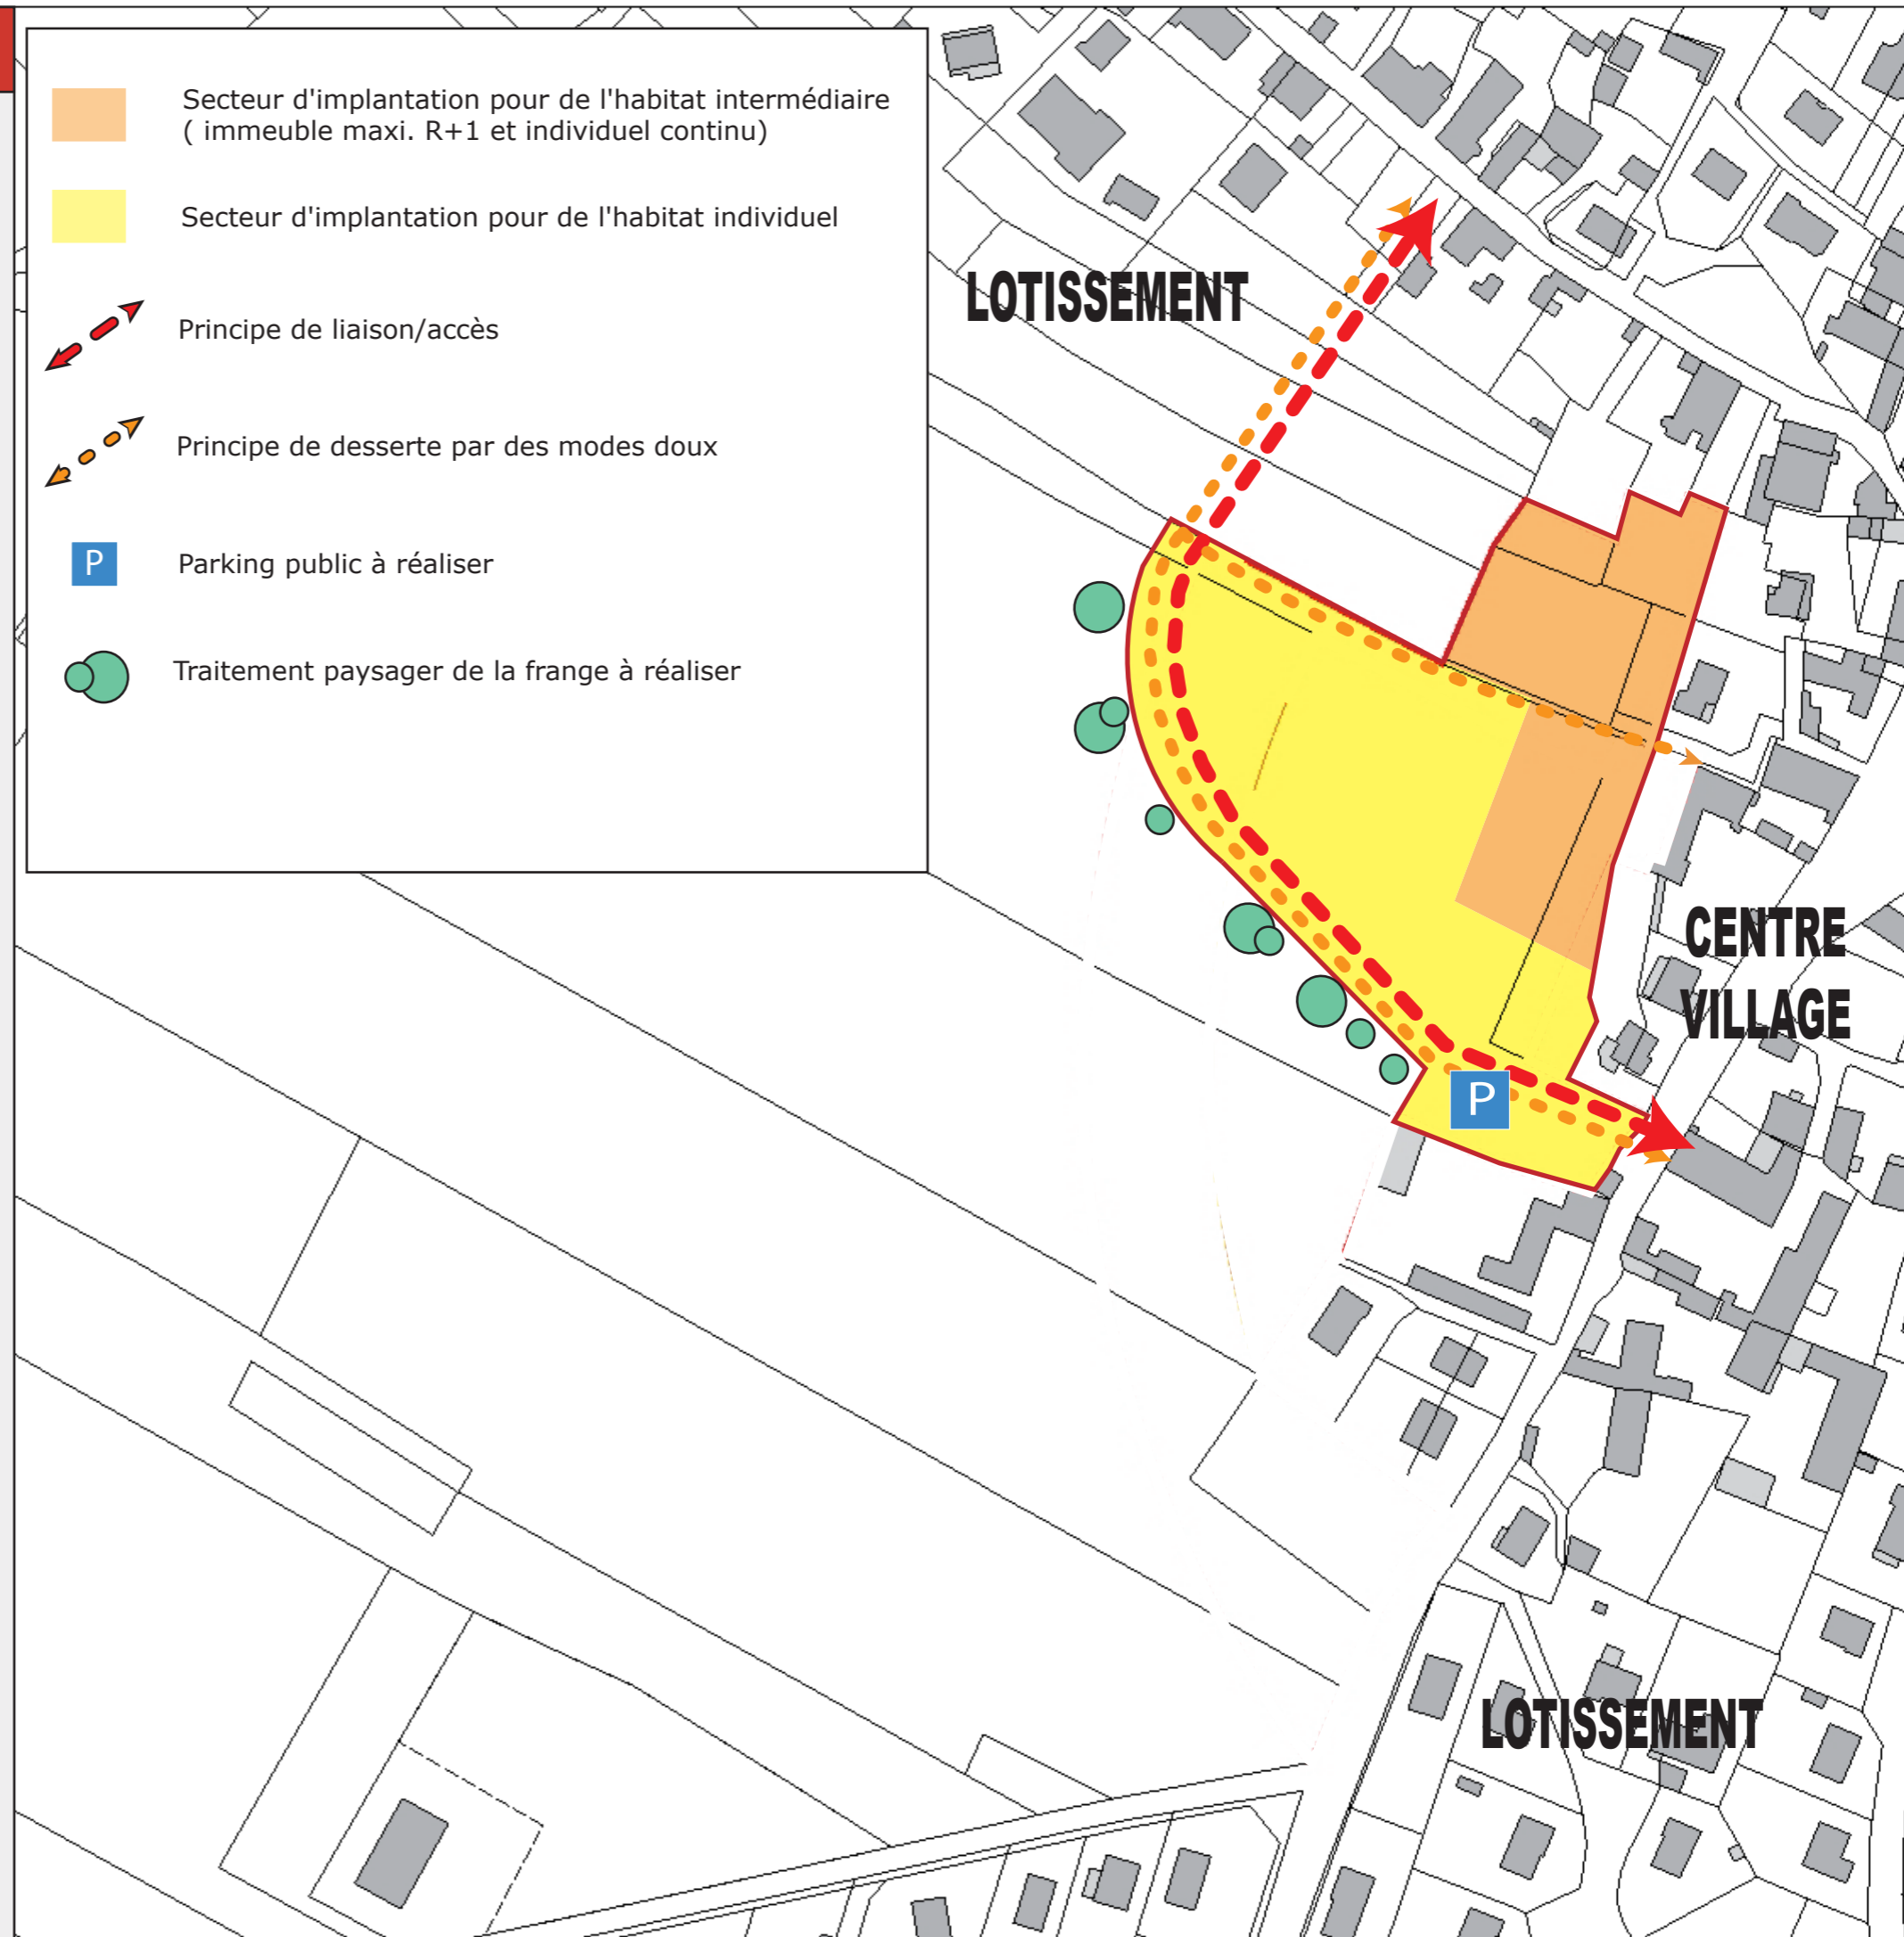 Secteur d'implantation pour de l'habitat intermédiaire
( immeuble maxi. R+1 et individuel continu)
Secteur d'implantation pour de l'habitat individuel
Principe de liaison/accès
Principe de desserte par des modes doux
P
Parking public à réaliser
Traitement paysager de la frange à réaliser
LOTISSEMENT
CENTRE
VILLAGE
P
LOTISSEMENT